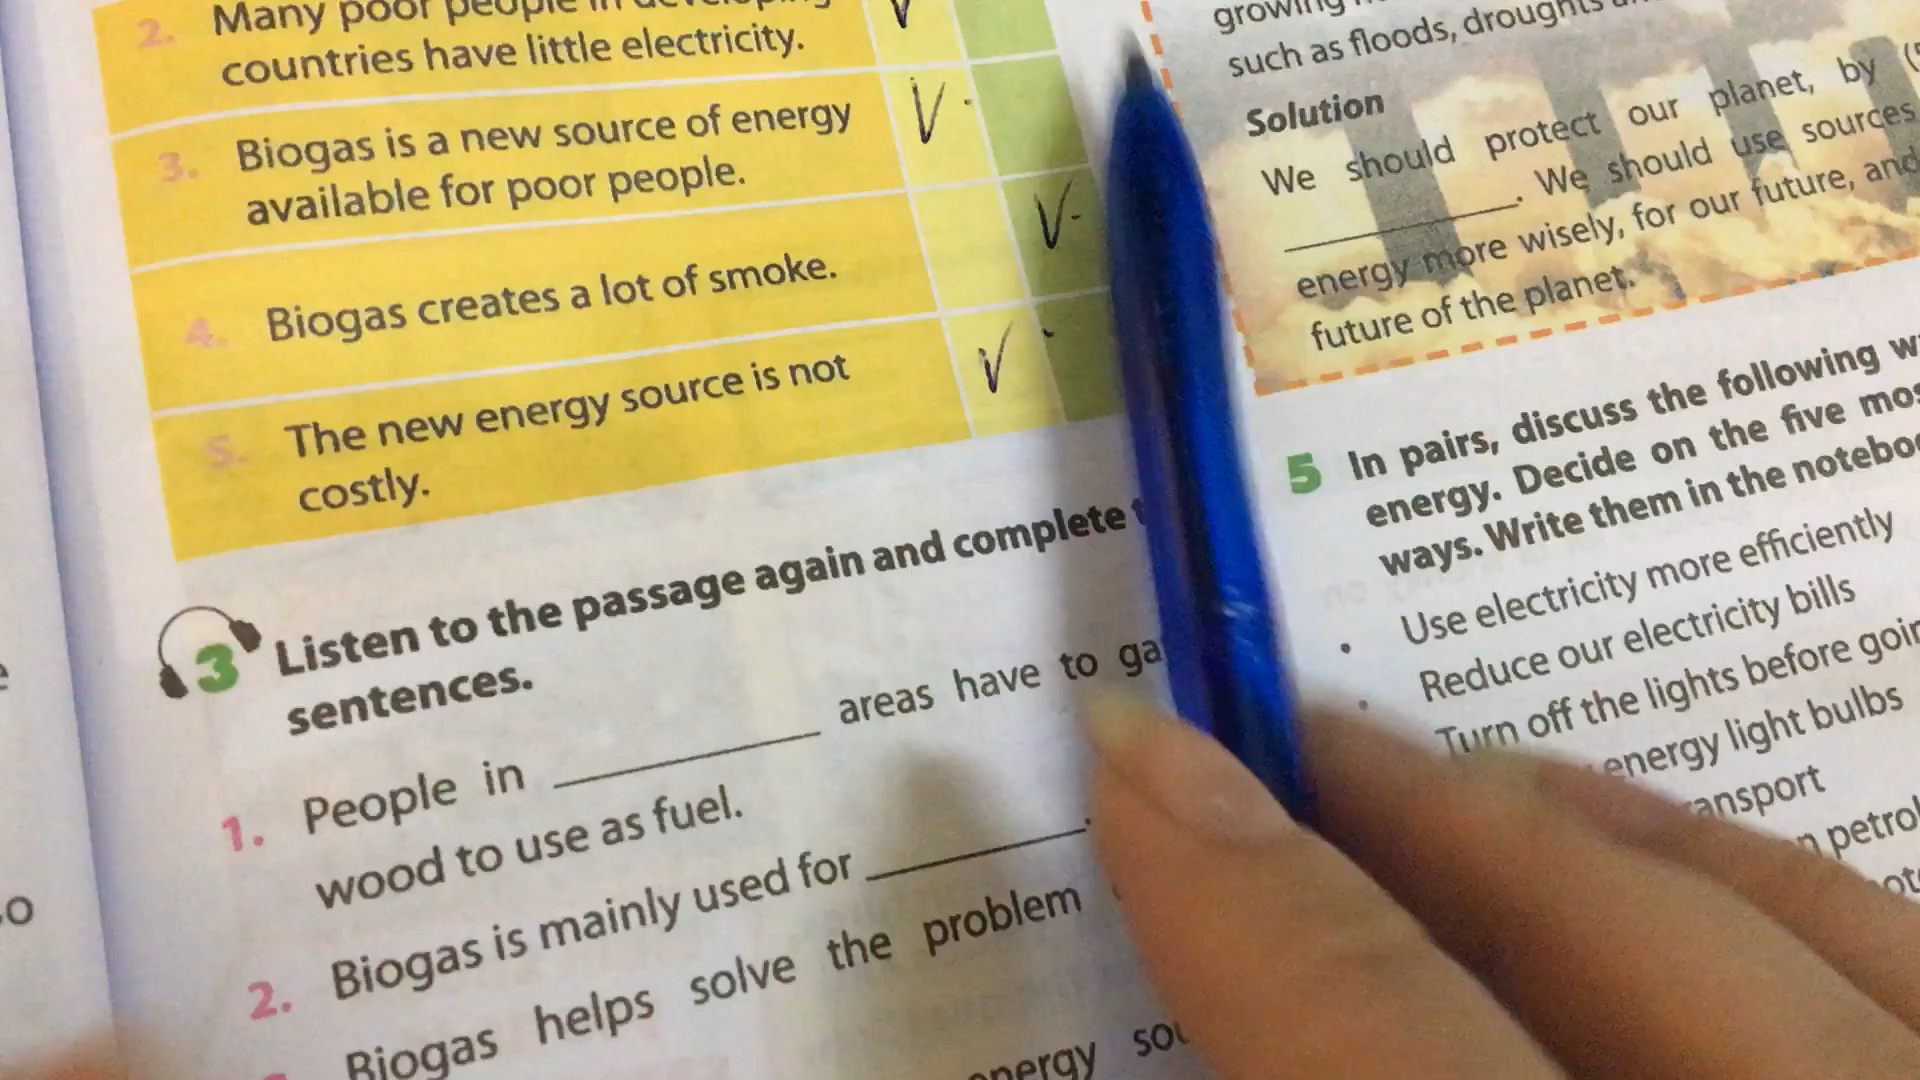 2. Many poor people in developing
countries have little electricity.
V
3. Biogas is a new source of energy
available for poor people.
V
4. Biogas creates a lot of smoke.
V
5. The new energy source is not
costly.
V
3 Listen to the passage again and complete
sentences.
1. People in __________ areas have to
wood to use as fuel.
2. Biogas is mainly used for __________.
Biogas helps solve the problem
energy
growing
such as floods, droughts
Solution
We should protect our planet, by
__________. We should use sources
energy more wisely, for our future, and
future of the planet.
5 In pairs, discuss the following
energy. Decide on the five
ways. Write them in the
• Use electricity more efficiently
• Reduce our electricity bills
Turn off the lights before
energy light bulbs
petrol